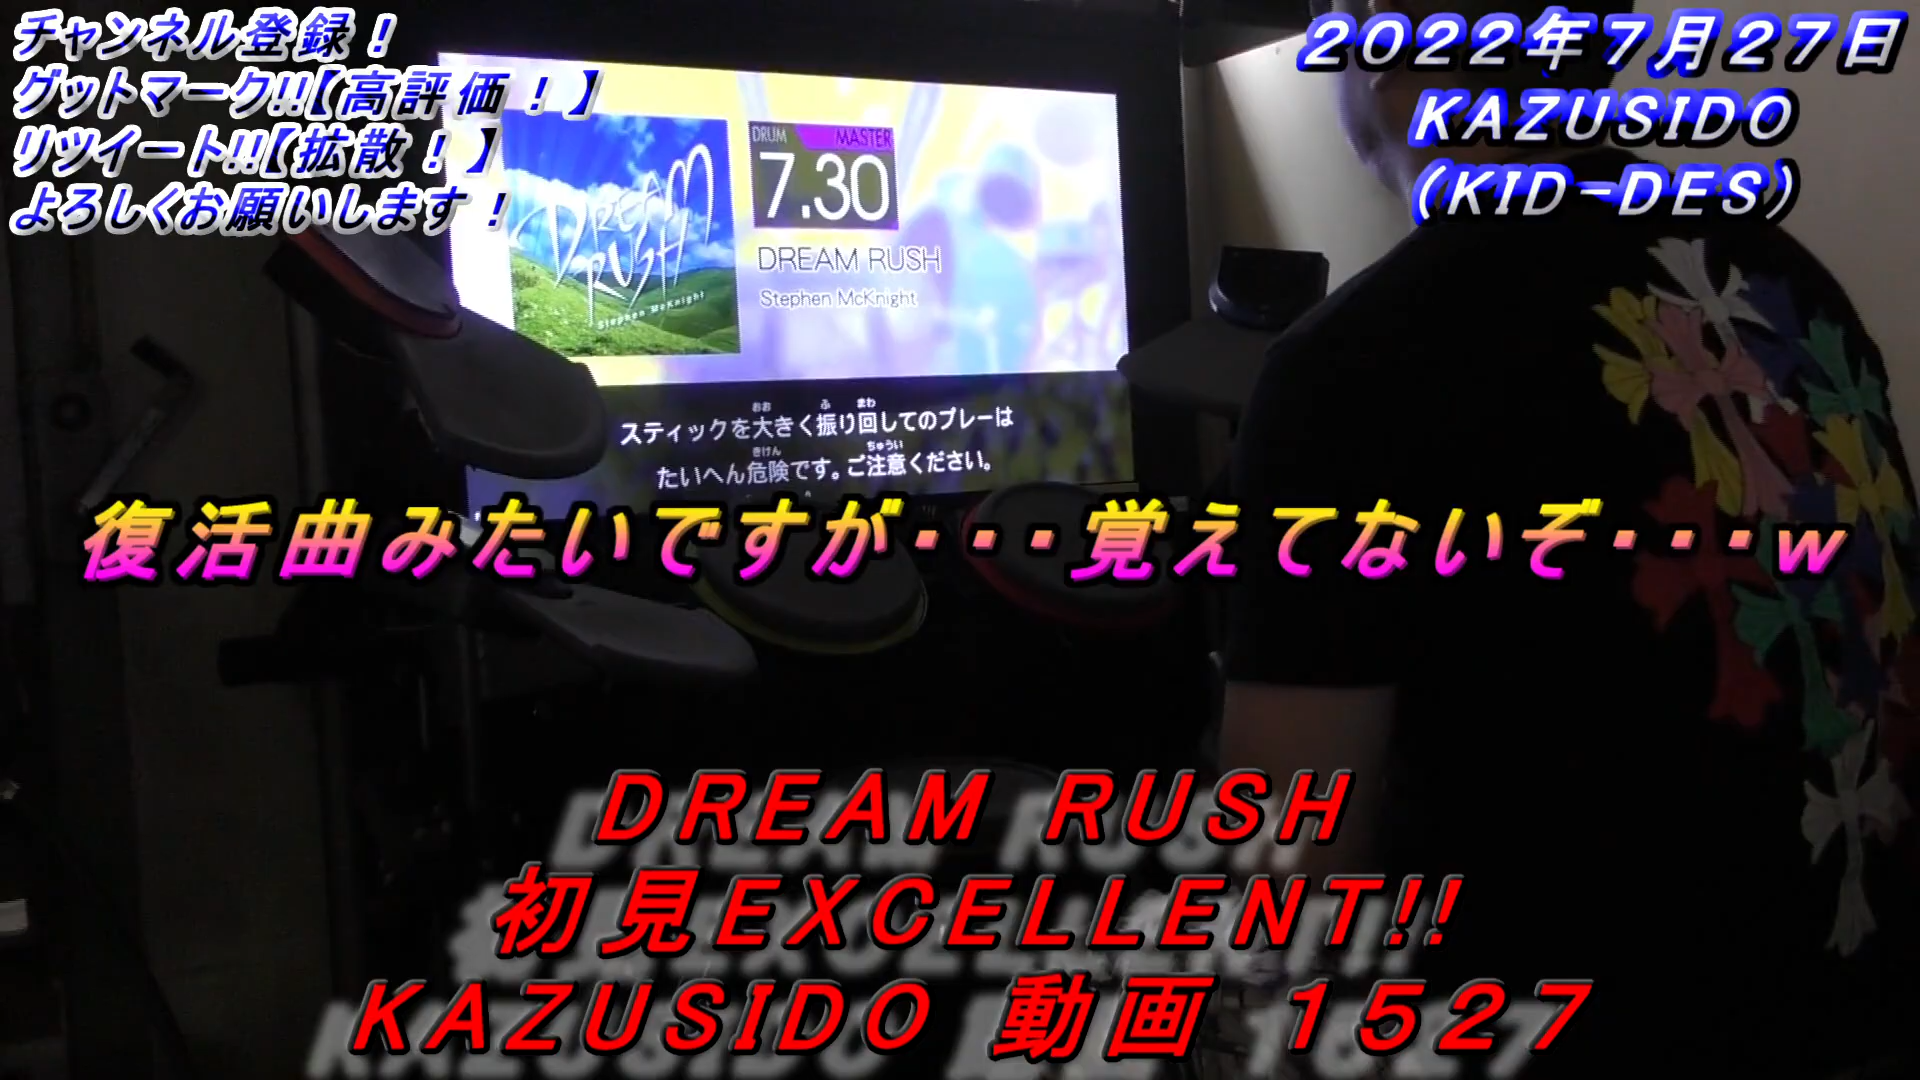 チャンネル登録！
グットマーク!!【高評価！】
リツイート!!【拡散！】
よろしくお願いします！
２０２２年７月２７日
KAZUSIDO
（KID-DES）
DREAM RUSH
Stephen McKnight
DRUM MASTER
7.30
DREAM RUSH
Stephen McKnight
スティックを大きく振り回してのプレーは
たいへん危険です。ご注意ください。
復活曲みたいですが・・・覚えてないぞ・・・ｗ
DREAM RUSH
初見EXCELLENT!!
KAZUSIDO 動画 １５２７